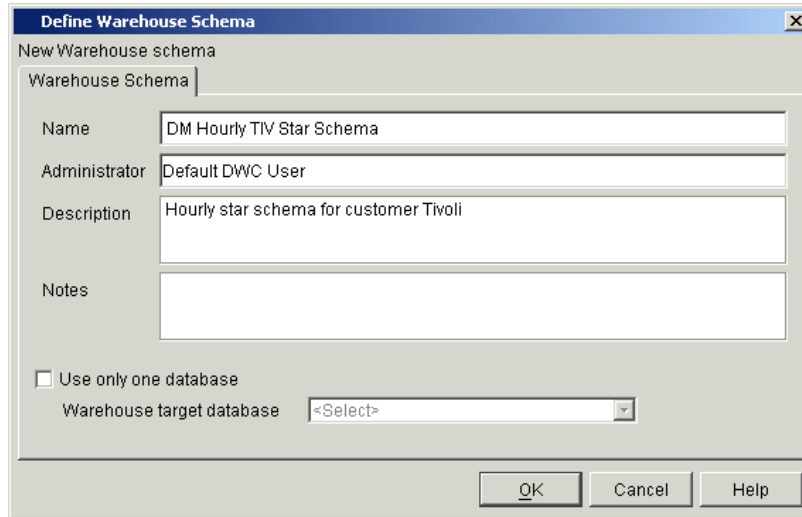 Define Warehouse Schema
New Warehouse schema
Warehouse Schema
Name DM Hourly TIV Star Schema
Administrator Default DWC User
Description Hourly star schema for customer Tivoli
Notes
Use only one database
Warehouse target database <Select>
OK Cancel Help